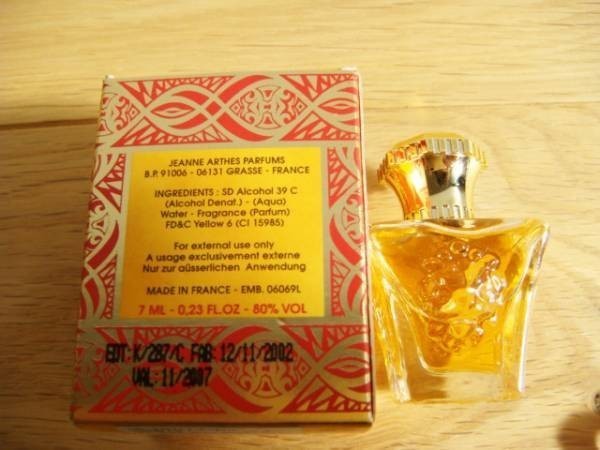 JEANNE ARTHES PARFUMS
B.P. 91006 - 06131 GRASSE - FRANCE
INGREDIENTS : SD Alcohol 39 C
(Alcohol Denat.) - (Aqua)
Water - Fragrance (Parfum)
FD&C Yellow 6 (CI 15985)
For external use only
A usage exclusivement externe
Nur zur aüsserlichen Anwendung
MADE IN FRANCE - EMB. 06069L
7 ML - 0,23 FL.OZ - 80% VOL
EDT:K/287/C FAB:12/11/2002
VAL:11/2007